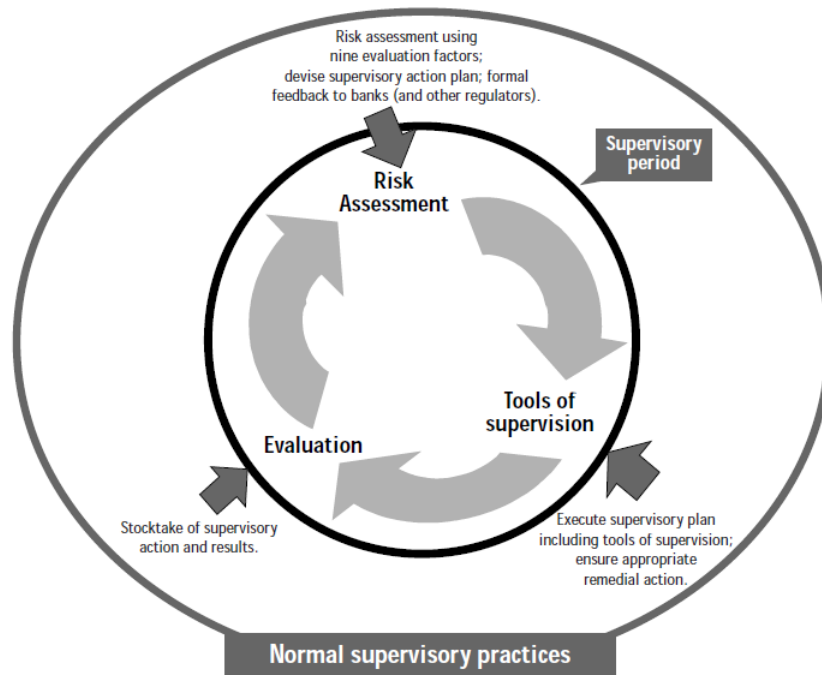 Risk assessment using
nine evaluation factors;
devise supervisory action plan; formal
feedback to banks (and other regulators).
Supervisory
period
Risk
Assessment
Tools of
supervision
Evaluation
Stocktake of supervisory
action and results.
Execute supervisory plan
including tools of supervision;
ensure appropriate
remedial action.
Normal supervisory practices